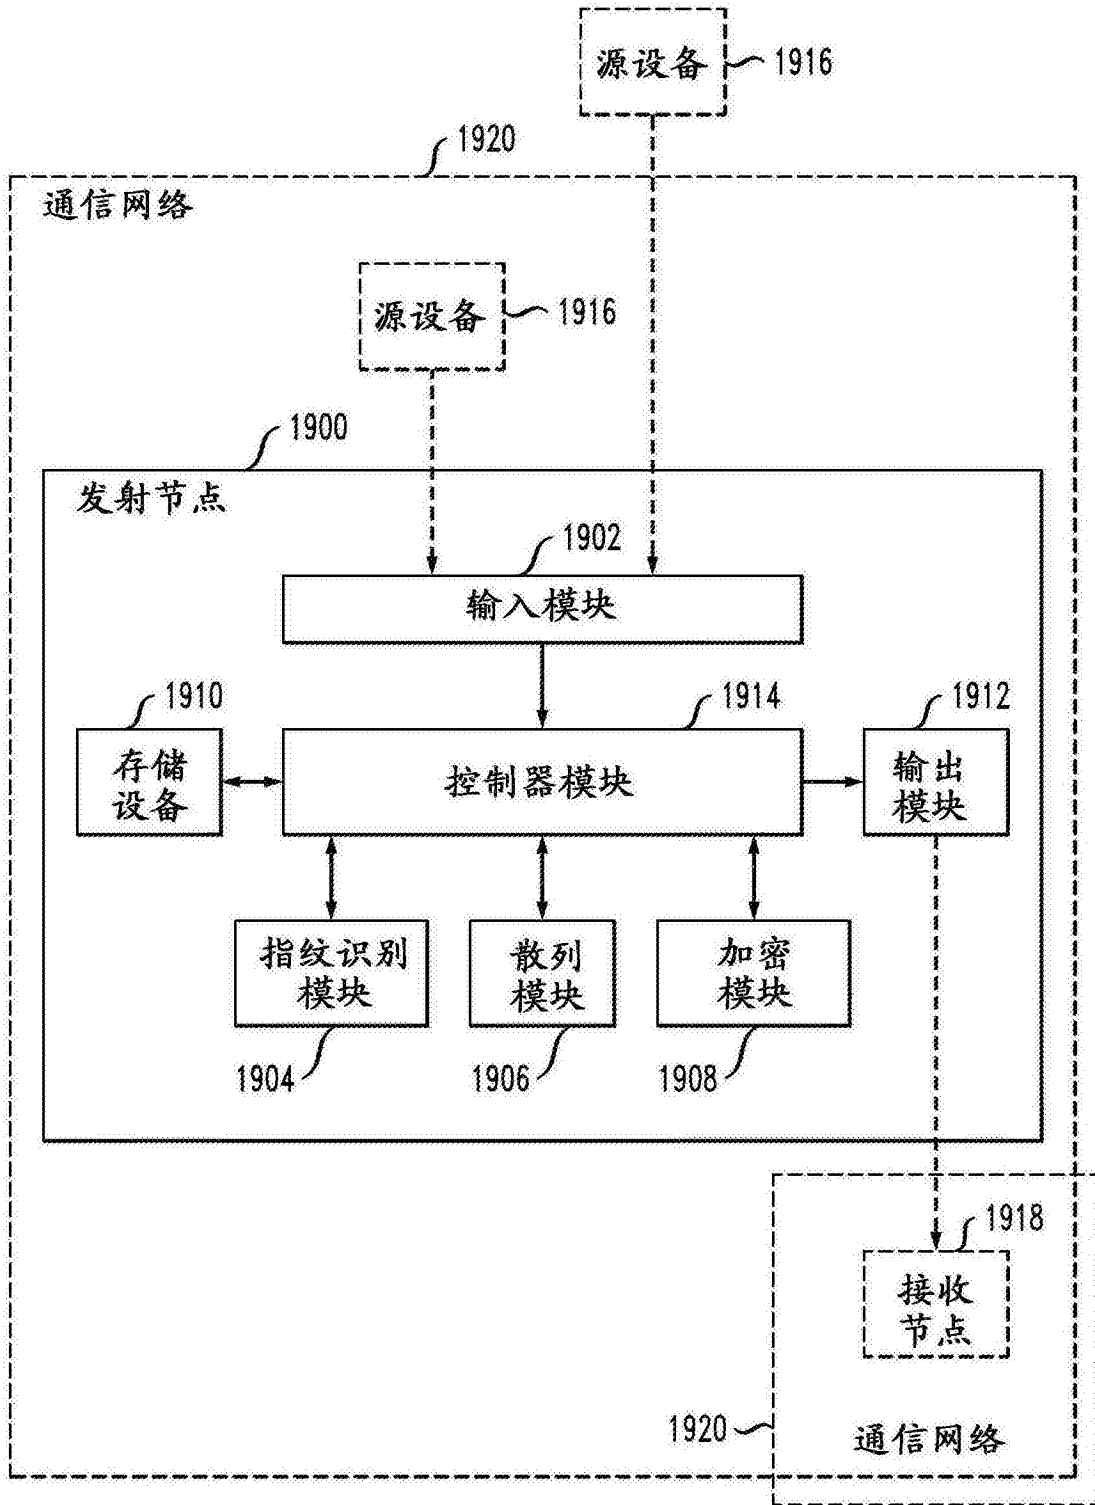 源设备
1916
1920
通信网络
源设备
1916
1900
发射节点
1902
输入模块
1910
1914
1912
存储
设备
控制器模块
输出
模块
指纹识别
模块
散列
模块
加密
模块
1904
1906
1908
1918
接收
节点
1920
通信网络